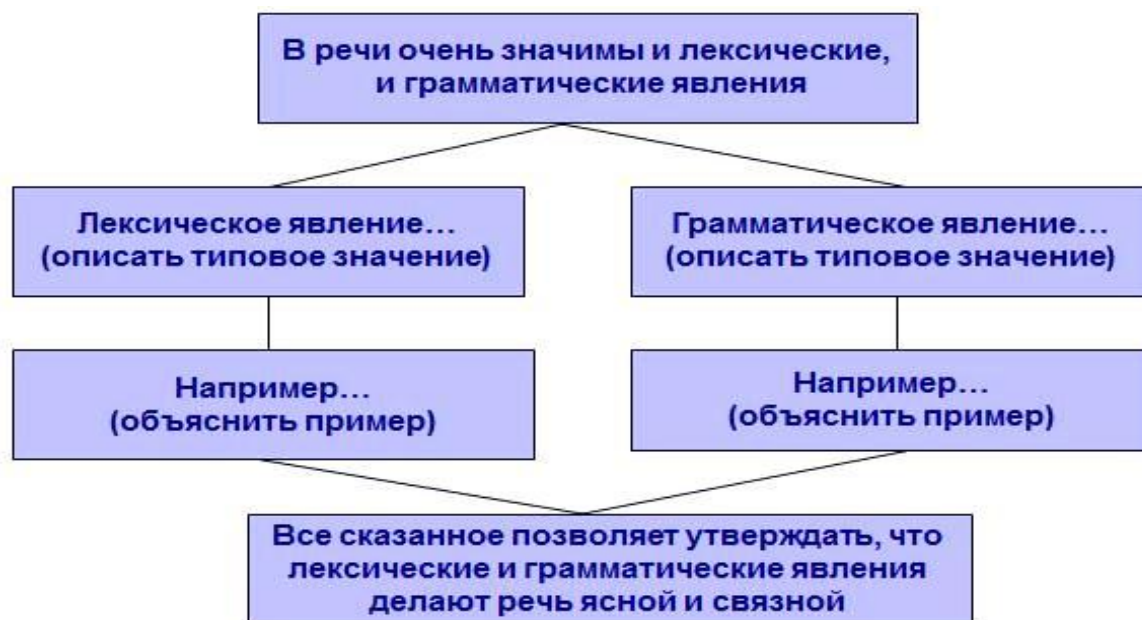 В речи очень значимы и лексические,
и грамматические явления
Лексическое явление…
(описать типовое значение)
Грамматическое явление…
(описать типовое значение)
Например…
(объяснить пример)
Например…
(объяснить пример)
Все сказанное позволяет утверждать, что
лексические и грамматические явления
делают речь ясной и связной